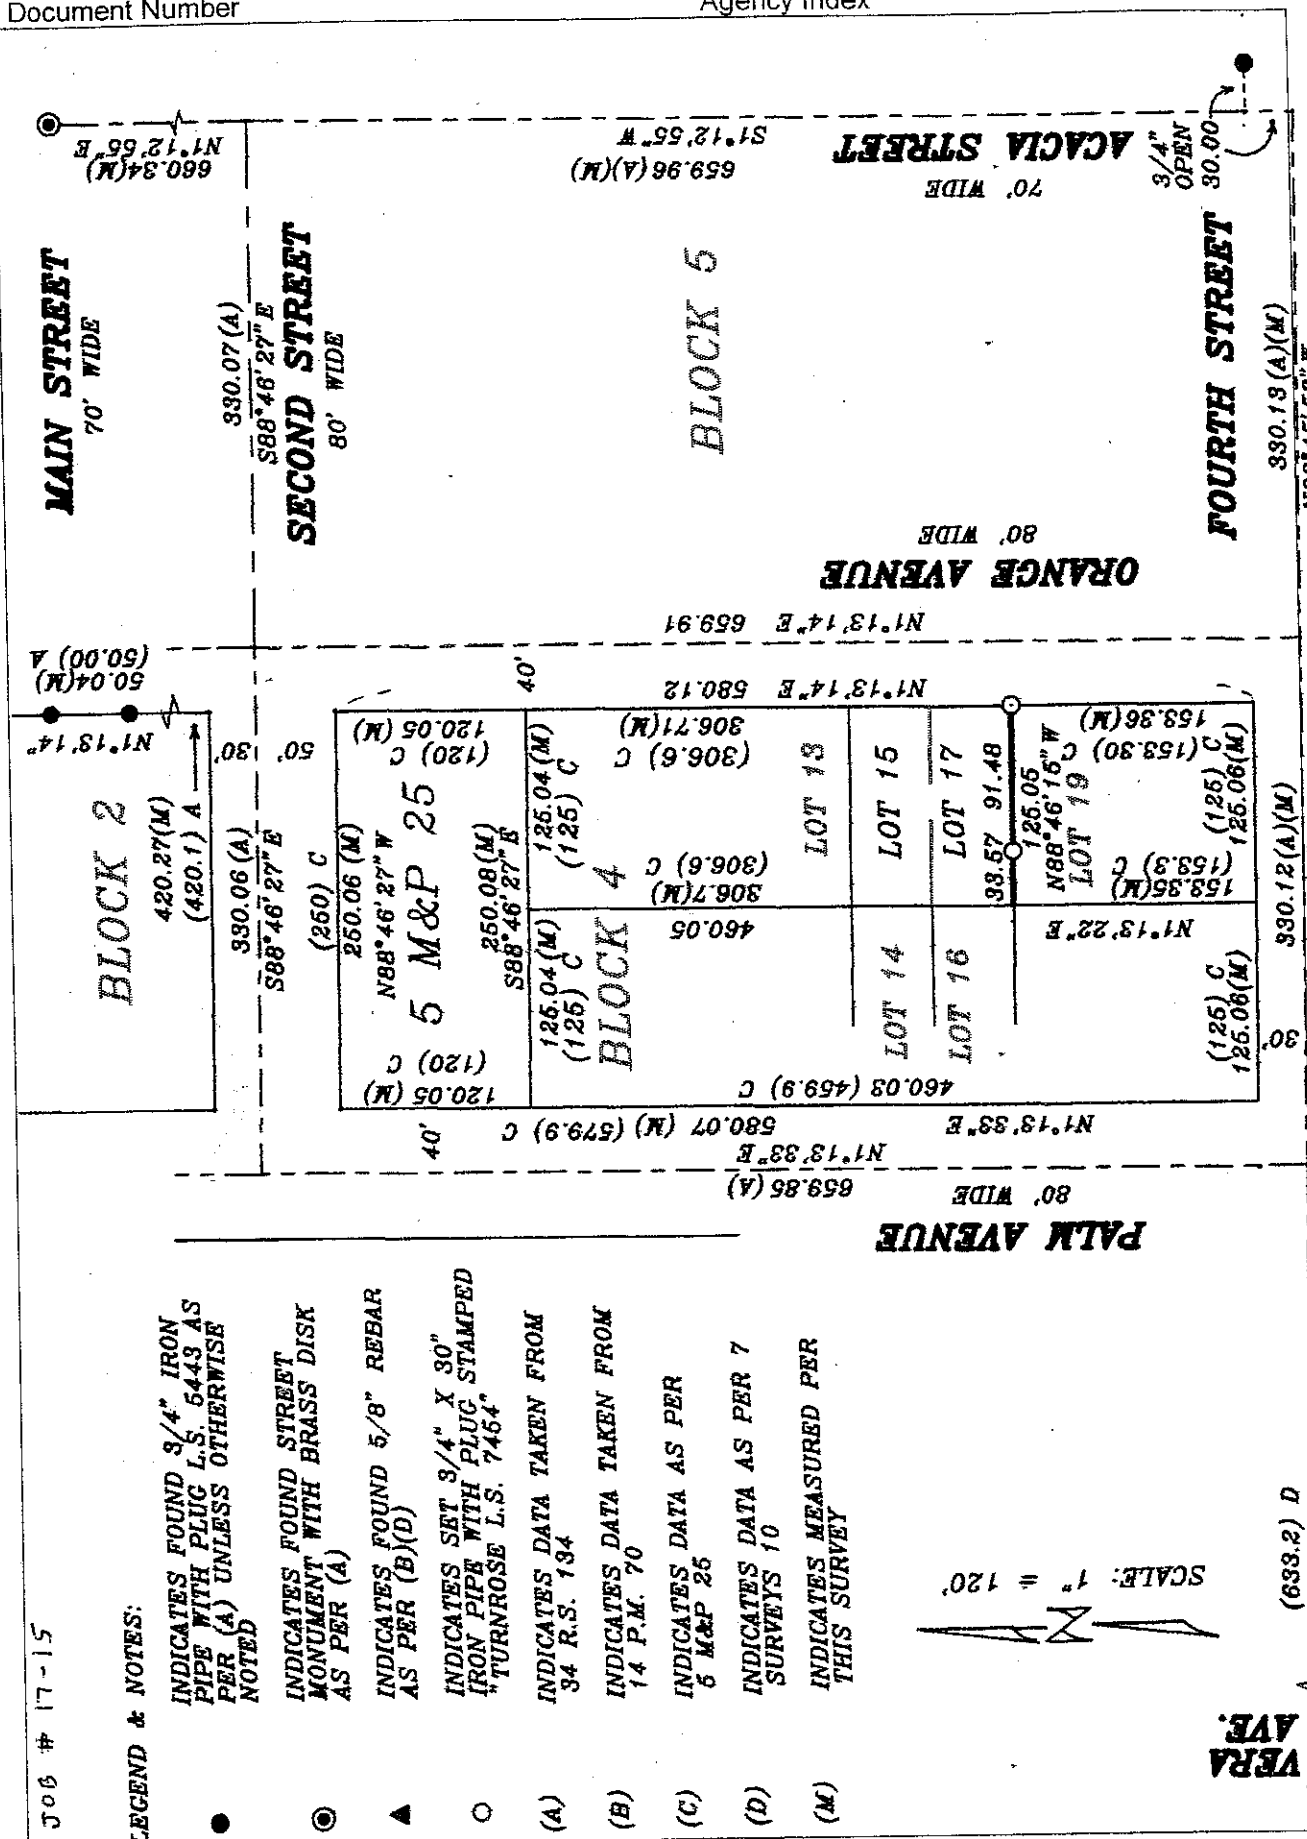 Document Number
JOB # 17-15
LEGEND & NOTES:
INDICATES FOUND 3/4" IRON
PIPE WITH PLUG L.S. 5443 AS
PER (A) UNLESS OTHERWISE
NOTED
INDICATES FOUND STREET
MONUMENT WITH BRASS DISK
AS PER (A)
INDICATES FOUND 5/8" REBAR
AS PER (B)(D)
INDICATES SET 3/4" X 30"
IRON PIPE WITH PLUG STAMPED
"TURNROSE L.S. 7454"
(A)
INDICATES DATA TAKEN FROM
34 R.S. 134
(B)
INDICATES DATA TAKEN FROM
14 P.M. 70
(C)
INDICATES DATA AS PER
5 M&P 25
(D)
INDICATES DATA AS PER 7
SURVEYS 10
(M)
INDICATES MEASURED PER
THIS SURVEY
SCALE: 1" = 120'
VERA
AVE.
(633.2) D
MAIN STREET
70' WIDE
N1°12'55"E
660.34(M)
330.07(A)
S88°46'27"E
SECOND STREET
80' WIDE
S1°12'55"W
659.96(A)(M)
ACACIA STREET
70' WIDE
3/4"
OPEN
30.00
BLOCK 5
FOURTH STREET
330.13(A)(M)
ORANGE AVENUE
80' WIDE
N1°13'14"E 659.91
(50.00) A
50.04(M)
N1°13'14"
BLOCK 2
420.27(M)
(420.1) A
30'
50'
330.06(A)
S88°46'27"E
(250) C
250.06(M)
N88°46'27"W
5 M&P 25
250.08(M)
S88°46'27"E
120.05(M)
(120) C
(120) C
120.05(M)
40'
40'
N1°13'14"E 580.12
125.04(M)
(125) C
125.04(M)
(125) C
BLOCK 4
306.71(M)
(306.6) C
(306.6) C
306.7(M)
460.05
LOT 13
LOT 15
LOT 17
LOT 14
LOT 16
33.57 91.48
125.05
N88°46'15"W
LOT 19
153.36(M)
(153.30) C
(153.3) C
153.35(M)
N1°13'22"E
(125) C
125.06(M)
(125) C
125.06(M)
30'
330.12(A)(M)
460.03 (459.9) C
N1°13'33"E
580.07 (M) (579.9) C
N1°13'33"E
659.85(A)
80' WIDE
PALM AVENUE